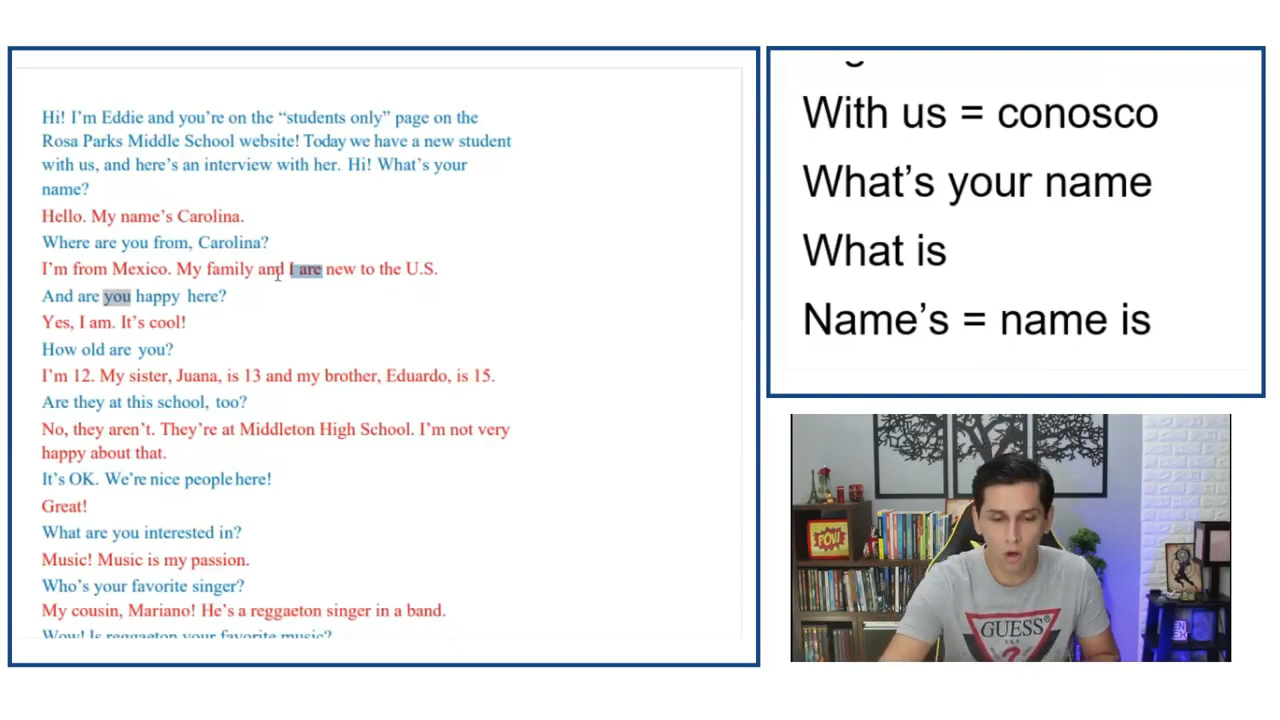 Hi! I'm Eddie and you're on the “students only” page on the
Rosa Parks Middle School website! Today we have a new student
with us, and here's an interview with her. Hi! What's your
name?
Hello. My name's Carolina.
Where are you from, Carolina?
I'm from Mexico. My family and I are new to the U.S.
And are you happy here?
Yes, I am. It's cool!
How old are you?
I'm 12. My sister, Juana, is 13 and my brother, Eduardo, is 15.
Are they at this school, too?
No, they aren't. They're at Middleton High School. I'm not very
happy about that.
It's OK. We're nice people here!
Great!
What are you interested in?
Music! Music is my passion.
Who's your favorite singer?
My cousin, Mariano! He's a reggaeton singer in a band.
Wow! Is reggaeton your favorite music?
With us = conosco
What’s your name
What is
Name’s = name is
POW
GUESS